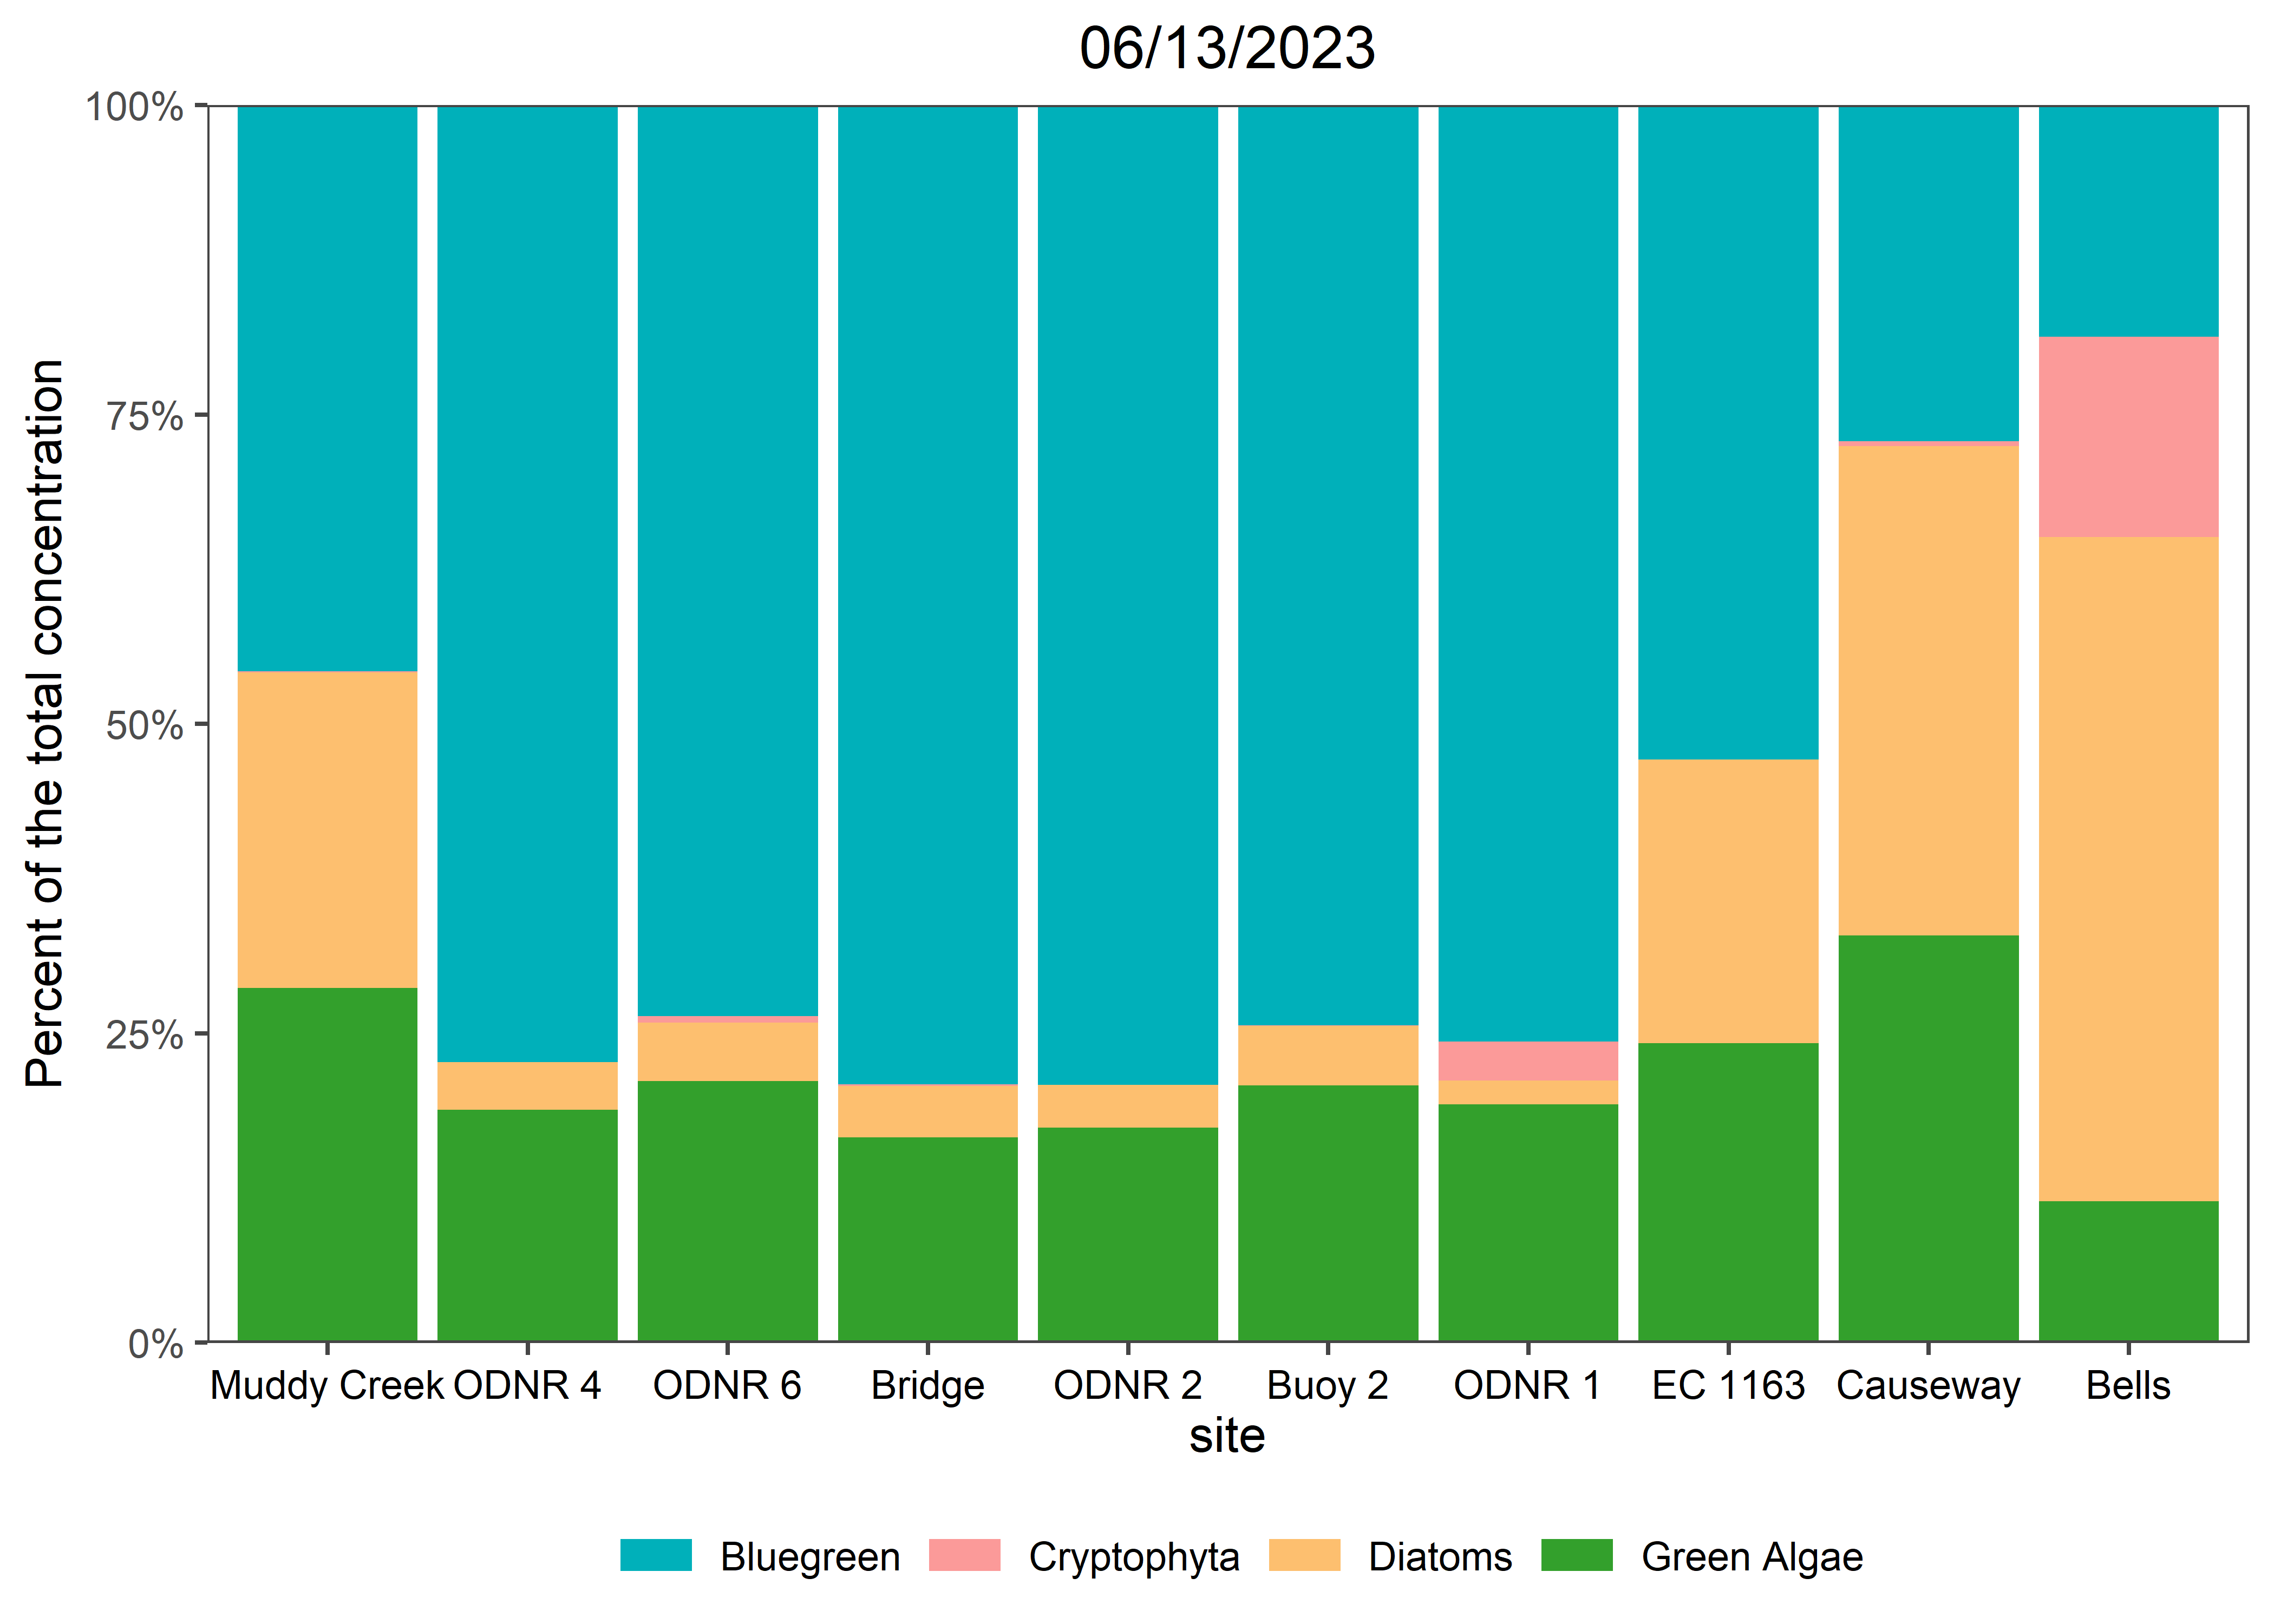 06/13/2023
Percent of the total concentration
100%
75%
50%
25%
0%
Muddy Creek ODNR 4 ODNR 6 Bridge ODNR 2 Buoy 2 ODNR 1 EC 1163 Causeway Bells
site
Bluegreen Cryptophyta Diatoms Green Algae